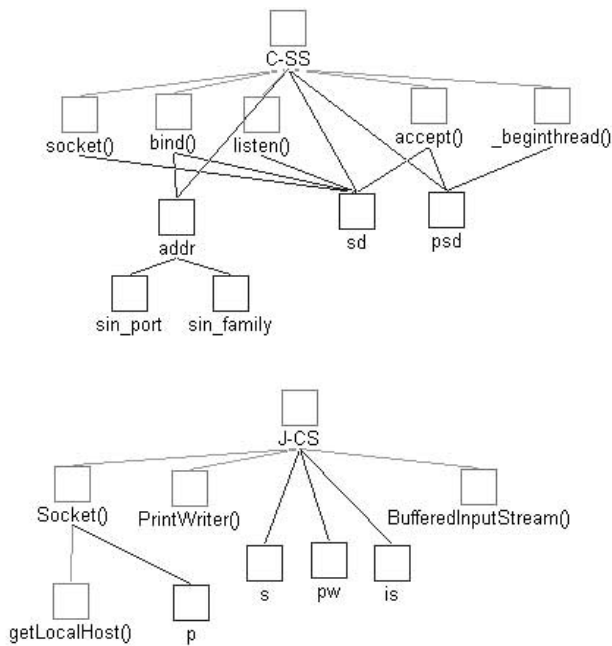 C-SS
socket()
bind()
listen()
accept()
_beginthread()
addr
sd
psd
sin_port
sin_family
J-CS
Socket()
PrintWriter()
BufferedInputStream()
s
pw
is
getLocalHost()
p